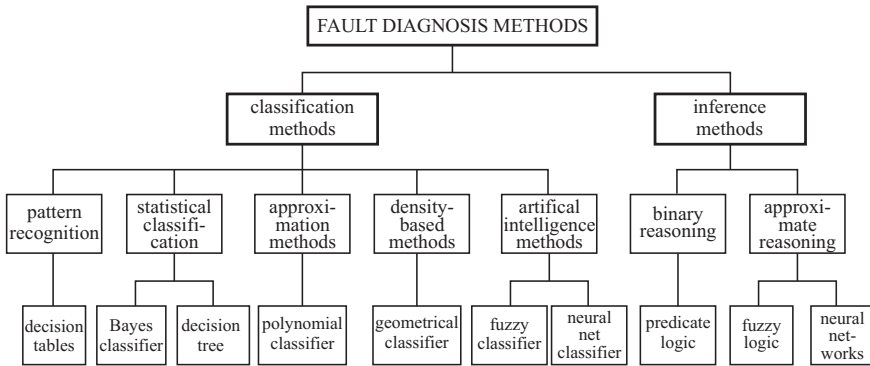 FAULT DIAGNOSIS METHODS
classification
methods
inference
methods
pattern
recognition
statistical
classifi-
cation
approxi-
mation
methods
density-
based
methods
artifical
intelligence
methods
binary
reasoning
approxi-
mate
reasoning
decision
tables
Bayes
classifier
decision
tree
polynomial
classifier
geometrical
classifier
fuzzy
classifier
neural
net
classifier
predicate
logic
fuzzy
logic
neural
net-
works